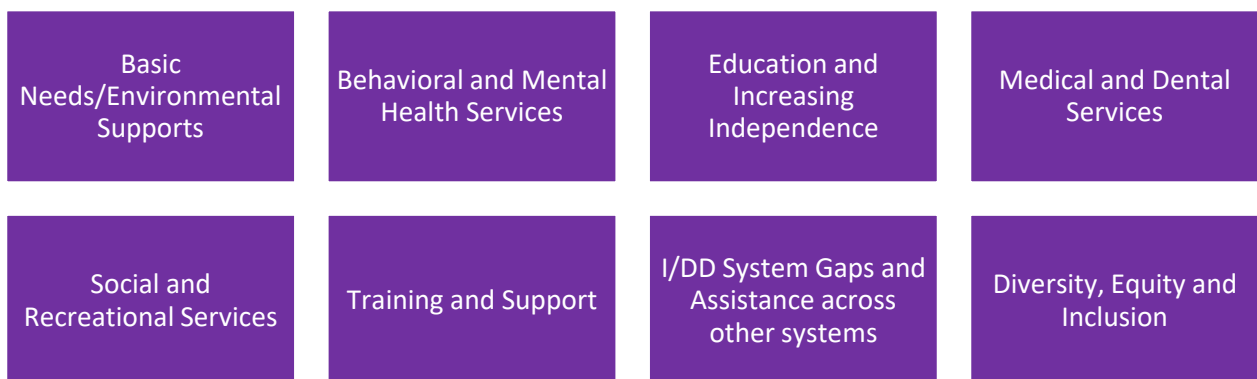 Basic
Needs/Environmental
Supports
Behavioral and Mental
Health Services
Education and
Increasing
Independence
Medical and Dental
Services
Social and
Recreational Services
Training and Support
I/DD System Gaps and
Assistance across
other systems
Diversity, Equity and
Inclusion